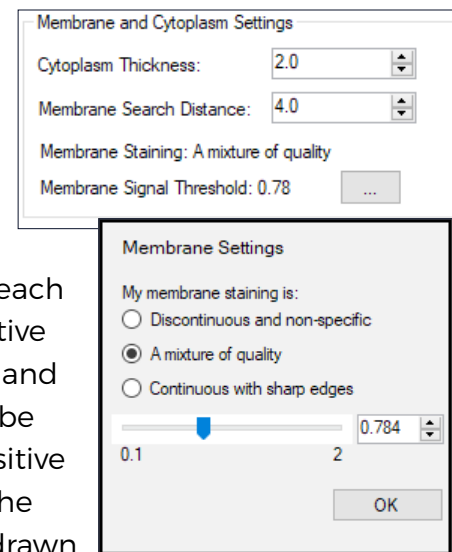 Membrane and Cytoplasm Settings
Cytoplasm Thickness: 2.0
Membrane Search Distance: 4.0
Membrane Staining: A mixture of quality
Membrane Signal Threshold: 0.78 ...
each
tive
and
be
sitive
he
drawn
Membrane Settings
My membrane staining is:
Discontinuous and non-specific
A mixture of quality
Continuous with sharp edges
0.784
0.1 2
OK